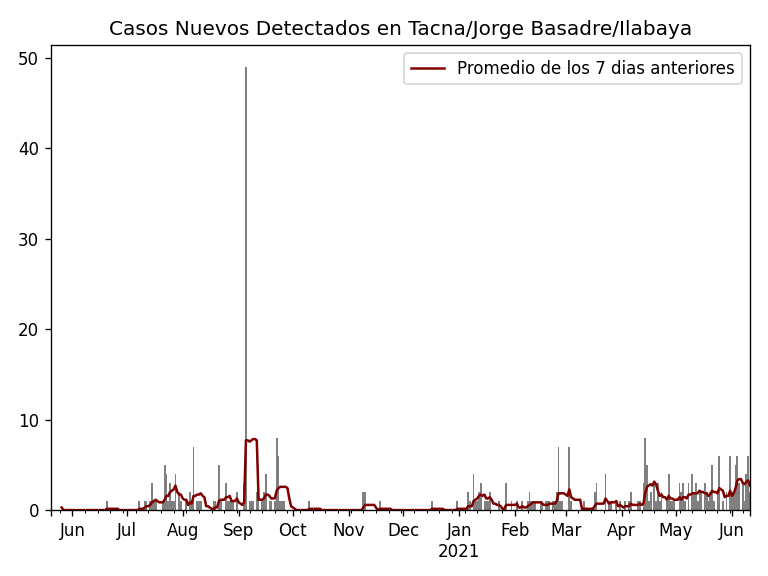 Casos Nuevos Detectados en Tacna/Jorge Basadre/Ilabaya
Promedio de los 7 dias anteriores
50
40
30
20
10
0
Jun Jul Aug Sep Oct Nov Dec Jan Feb Mar Apr May Jun
2021